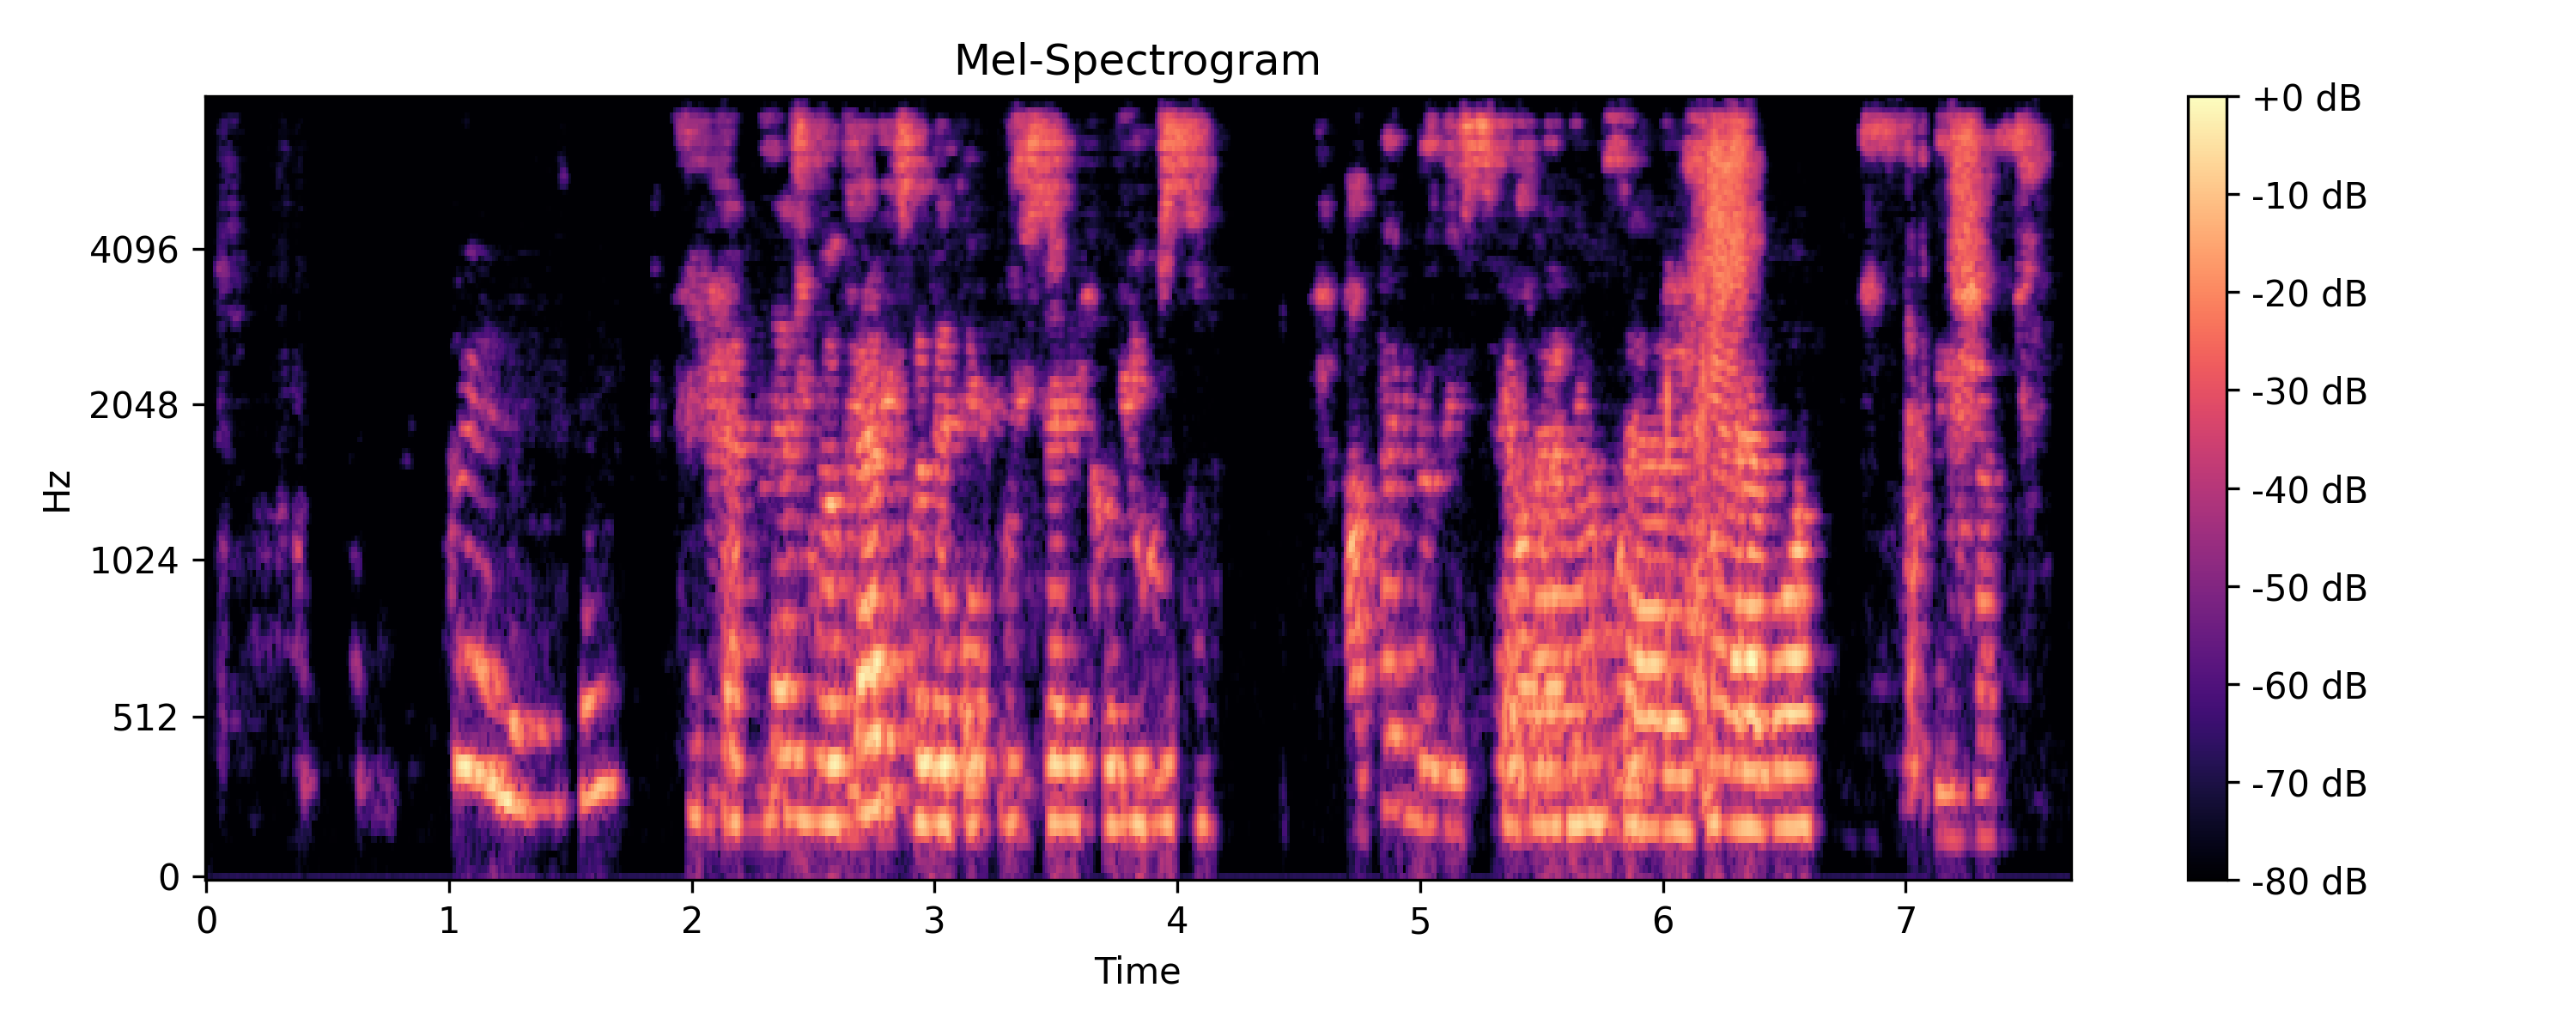 Mel-Spectrogram
+0 dB
-10 dB
-20 dB
-30 dB
-40 dB
-50 dB
-60 dB
-70 dB
-80 dB
Hz
4096
2048
1024
512
0
0 1 2 3 4 5 6 7
Time